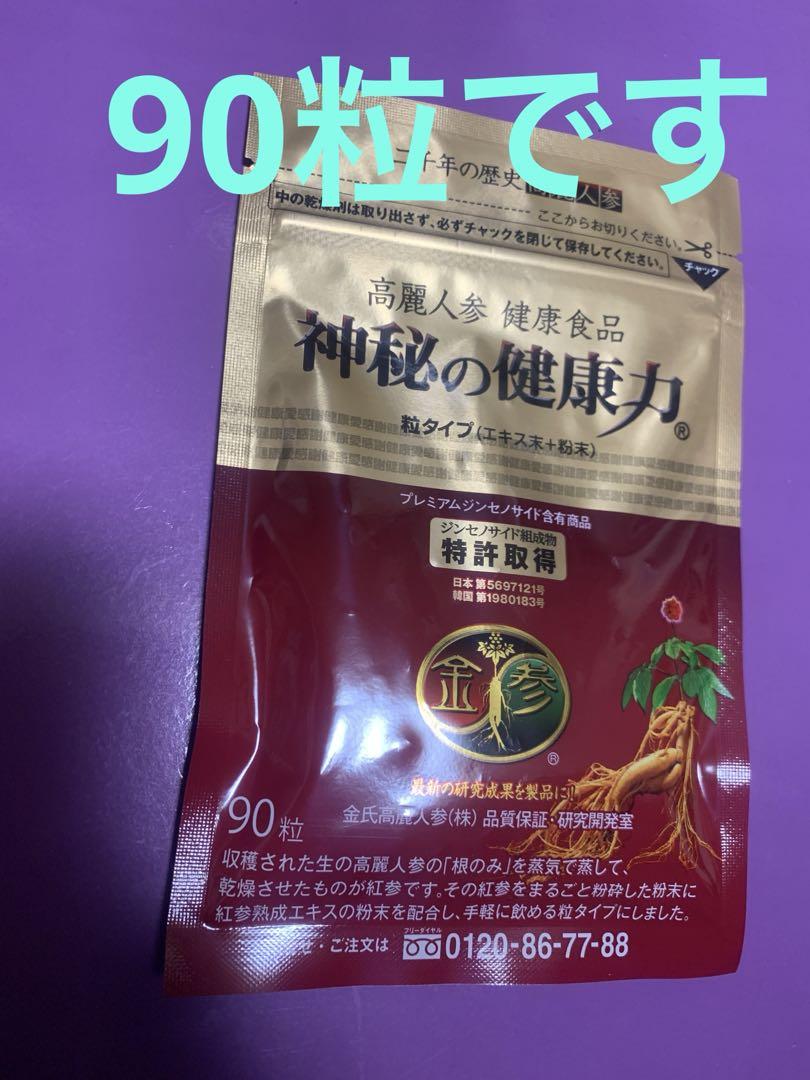 90粒です
二千年の歴史 高麗人参
ここからお切りください。
中の乾燥剤は取り出さず、必ずチャックを閉じて保存してください。
チャック
高麗人参 健康食品
神秘の健康力®
粒タイプ(エキス末+粉末)
プレミアムジンセノサイド含有商品
ジンセノサイド組成物
特許取得
日本 第5697121号
韓国 第1980183号
金参
®
最新の研究成果を製品に!
90粒
金氏高麗人参(株) 品質保証・研究開発室
収穫された生の高麗人参の「根のみ」を蒸気で蒸して、
乾燥させたものが紅参です。その紅参をまるごと粉砕した粉末に
紅参熟成エキスの粉末を配合し、手軽に飲める粒タイプにしました。
せ・ご注文は フリーダイヤル 0120-86-77-88